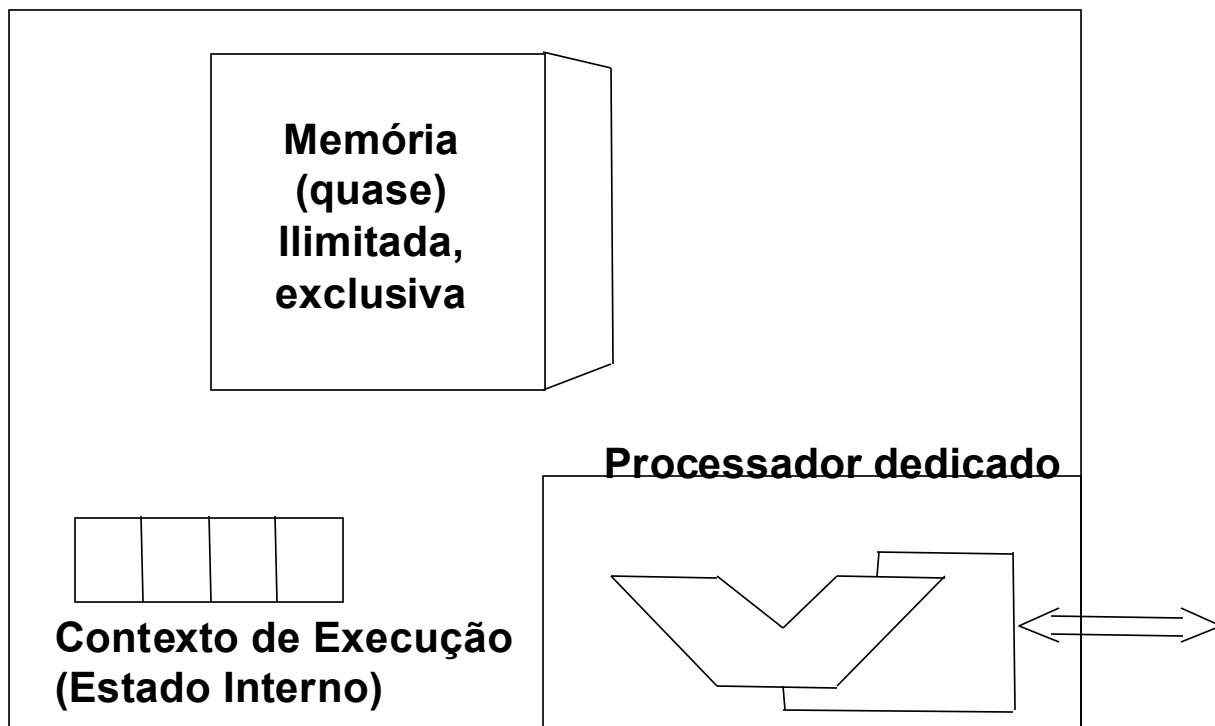 Memória
(quase)
Ilimitada,
exclusiva
Processador dedicado
Contexto de Execução
(Estado Interno)